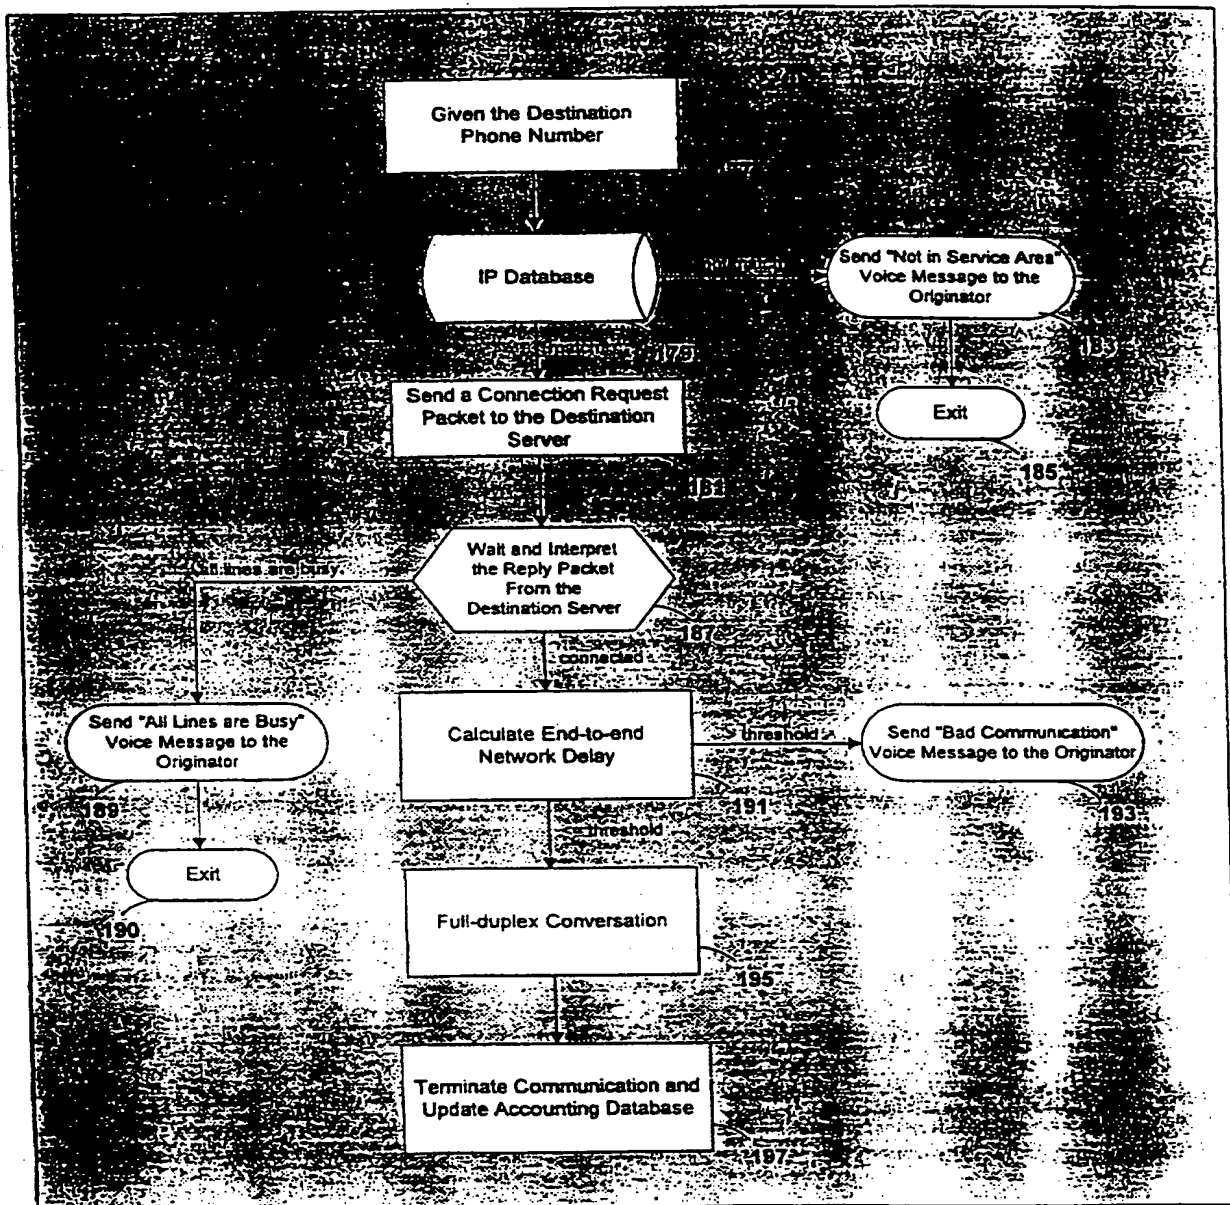 Given the Destination
Phone Number
IP Database
Send "Not in Service Area"
Voice Message to the
Originator
179
183
Send a Connection Request
Packet to the Destination
Server
Exit
181
185
Wait and Interpret
the Reply Packet
From the
Destination Server
all lines are busy
187
connected
Send "All Lines are Busy"
Voice Message to the
Originator
Calculate End-to-end
Network Delay
threshold
Send "Bad Communication"
Voice Message to the Originator
189
191
193
threshold
Exit
190
Full-duplex Conversation
195
Terminate Communication and
Update Accounting Database
197